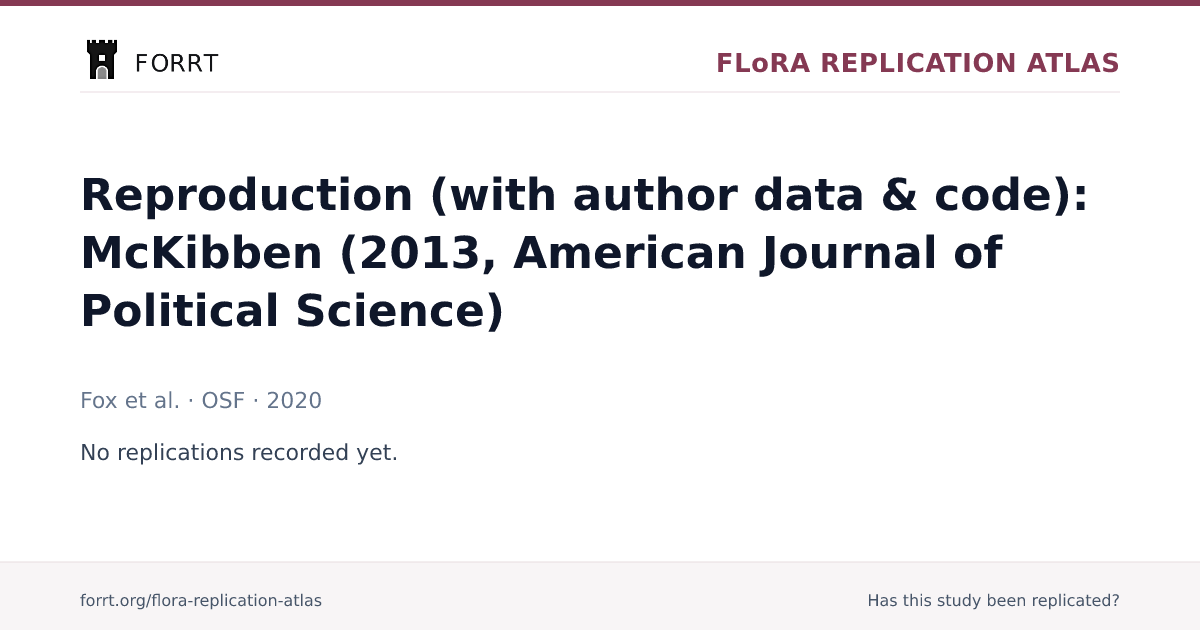 FORRT
FLoRA REPLICATION ATLAS
Reproduction (with author data & code):
McKibben (2013, American Journal of
Political Science)
Fox et al. · OSF · 2020
No replications recorded yet.
forrt.org/flora-replication-atlas
Has this study been replicated?